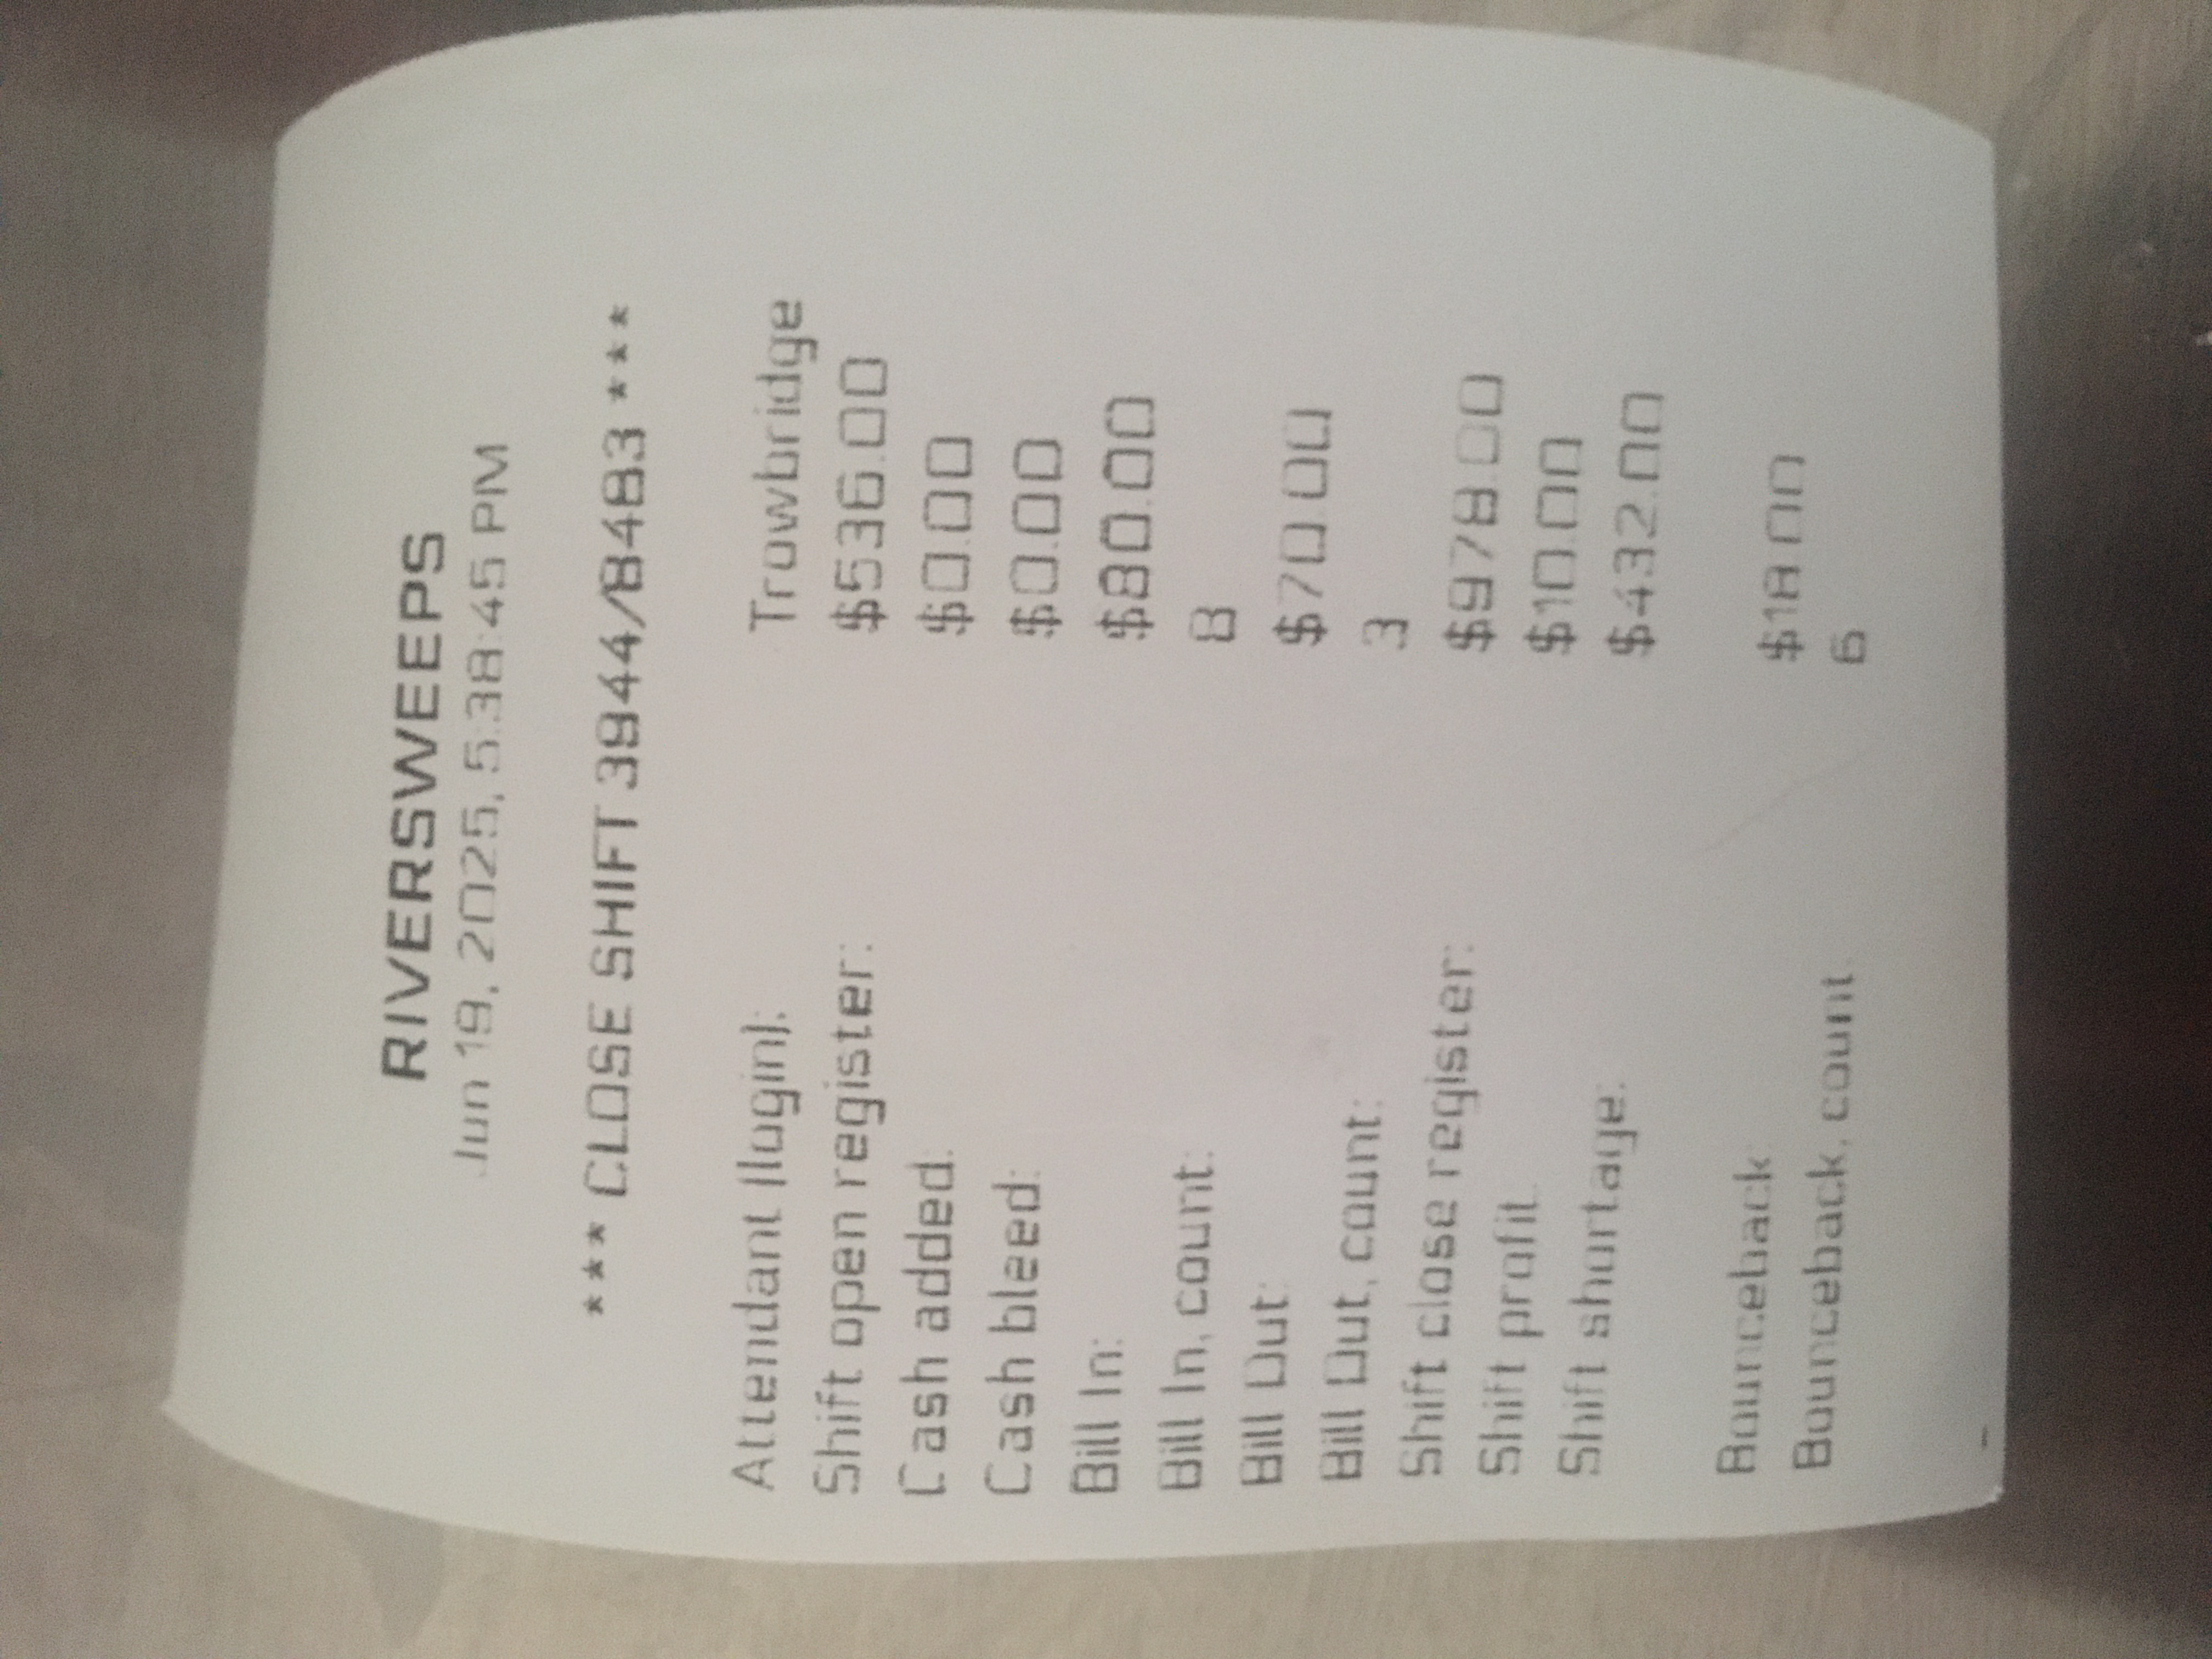 RIVERSWEEPS
Jun 19, 2025, 5:38:45 PM
*** CLOSE SHIFT 3944/8483 ***
Attendant (login): Trowbridge
Shift open register: $536.00
Cash added: $0.00
Cash bleed: $0.00
Bill In: $80.00
Bill In, count: 8
Bill Out: $70.00
Bill Out, count: 3
Shift close register: $978.00
Shift profit: $10.00
Shift shortage: $432.00
Bounceback: $18.00
Bounceback, count: 6